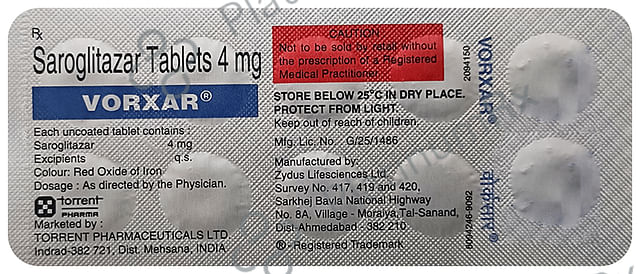 Rx
Saroglitazar Tablets 4 mg
VORXAR®
Each uncoated tablet contains :
Saroglitazar 4 mg
Excipients q.s.
Colour: Red Oxide of Iron
Dosage : As directed by the Physician.
torrent
PHARMA
Marketed by :
TORRENT PHARMACEUTICALS LTD.
Indrad-382 721, Dist. Mehsana, INDIA
CAUTION
Not to be sold by retail without
the prescription of a Registered
Medical Practitioner
STORE BELOW 25°C IN DRY PLACE.
PROTECT FROM LIGHT.
Keep out of reach of children.
Mfg. Lic. No. G/25/1486
Manufactured by:
Zydus Lifesciences Ltd
Survey No. 417, 419 and 420,
Sarkhej Bavla National Highway
No. 8A, Village - Moraiya, Tal-Sanand,
Dist-Ahmedabad - 382 210
® - Registered Trademark
2094150
8094246-9092
VORXAR®